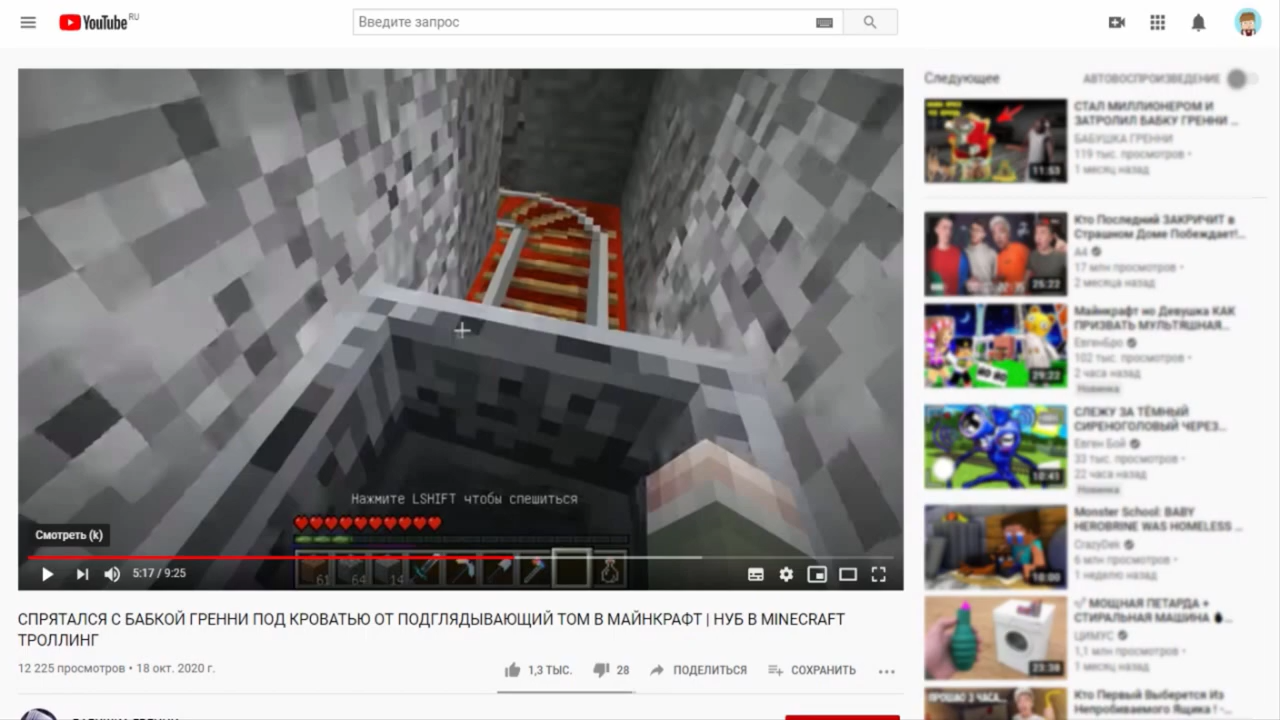 YouTube RU
Введите запрос
Нажмите LSHIFT чтобы спешиться
61 64 14
Смотреть (k)
5:17 / 9:25
СПРЯТАЛСЯ С БАБКОЙ ГРЕННИ ПОД КРОВАТЬЮ ОТ ПОДГЛЯДЫВАЮЩИЙ ТОМ В МАЙНКРАФТ | НУБ В MINECRAFT
ТРОЛЛИНГ
12 225 просмотров • 18 окт. 2020 г.
1,3 ТЫС. 28 ПОДЕЛИТЬСЯ СОХРАНИТЬ
Следующее АВТОВОСПРОИЗВЕДЕНИЕ
СТАЛ МИЛЛИОНЕРОМ И
ЗАТРОЛИЛ БАБКУ ГРЕННИ ...
БАБУШКА ГРЕННИ
119 тыс. просмотров •
1 месяц назад
11:53
Кто Последний ЗАКРИЧИТ в
Страшном Доме Победжает!...
A4
17 млн просмотров •
2 месяца назад
25:22
Майнкрафт но Девушка КАК
ПРИЗВАТЬ МУЛЬТЯШНАЯ...
ЕвгенБро
102 тыс. просмотров •
2 часа назад
Новинка
29:22
СЛЕЖУ ЗА ТЁМНЫЙ
СИРЕНОГОЛОВЫЙ ЧЕРЕЗ...
Евген Бой
33 тыс. просмотров •
22 часа назад
Новинка
10:41
Monster School: BABY
HEROBRINE WAS HOMELESS ...
CrazyDek
6 млн просмотров •
1 неделю назад
10:00
МОЩНАЯ ПЕТАРДА +
СТИРАЛЬНАЯ МАШИНА ...
ЦИМУС
1,1 млн просмотров •
1 месяц назад
23:38
Кто Первый Выберется Из
Непробиваемого Ящика ! -...
ПРОШЛО 2 ЧАСА...